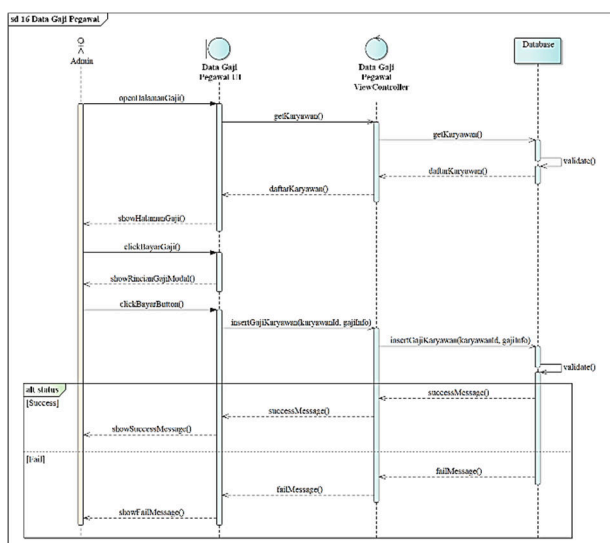 sd 16 Data Gaji Pegawai
Admin
Data Gaji
Pegawai UI
Data Gaji
Pegawai
ViewController
Database
openHalamanGaji()
getKaryawan()
getKaryawan()
validate()
daftarKaryawan()
daftarKaryawan()
showHalamanGaji()
clickBayarGaji()
showRincianGajiModal()
clickBayarButton()
insertGajiKaryawan(karyawanId, gajiInfo)
insertGajiKaryawan(karyawanId, gajiInfo)
validate()
alt status
[Success]
successMessage()
successMessage()
showSuccessMessage()
[Fail]
failMessage()
failMessage()
showFailMessage()